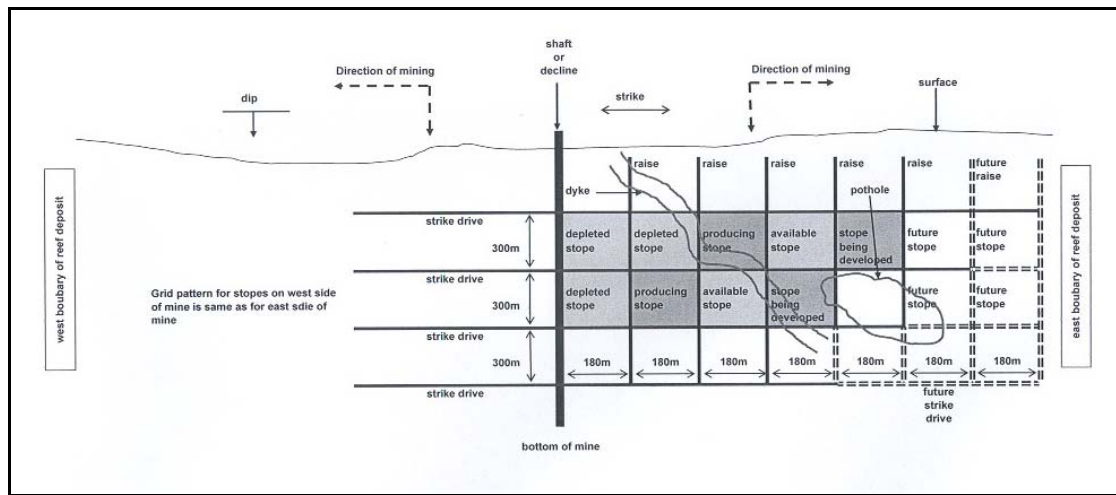 shaft
or
decline
Direction of mining
Direction of mining
dip
strike
surface
raise
raise
raise
raise
raise
future
raise
dyke
pothole
west boubary of reef deposit
east boubary of reef deposit
strike drive
300m
depleted
stope
depleted
stope
producing
stope
available
stope
stope
being
developed
future
stope
future
stope
strike drive
Grid pattern for stopes on west side
of mine is same as for east sdie of
mine
300m
depleted
stope
producing
stope
available
stope
stope
being
developed
future
stope
future
stope
strike drive
300m
180m
180m
180m
180m
180m
180m
180m
strike drive
future
strike
drive
bottom of mine